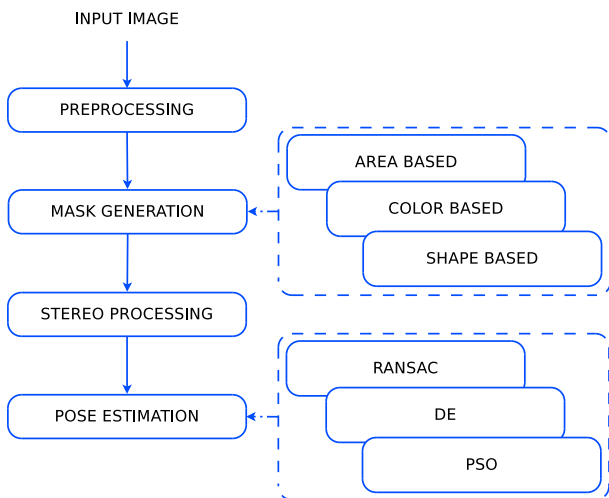 INPUT IMAGE
PREPROCESSING
MASK GENERATION
STEREO PROCESSING
POSE ESTIMATION
AREA BASED
COLOR BASED
SHAPE BASED
RANSAC
DE
PSO